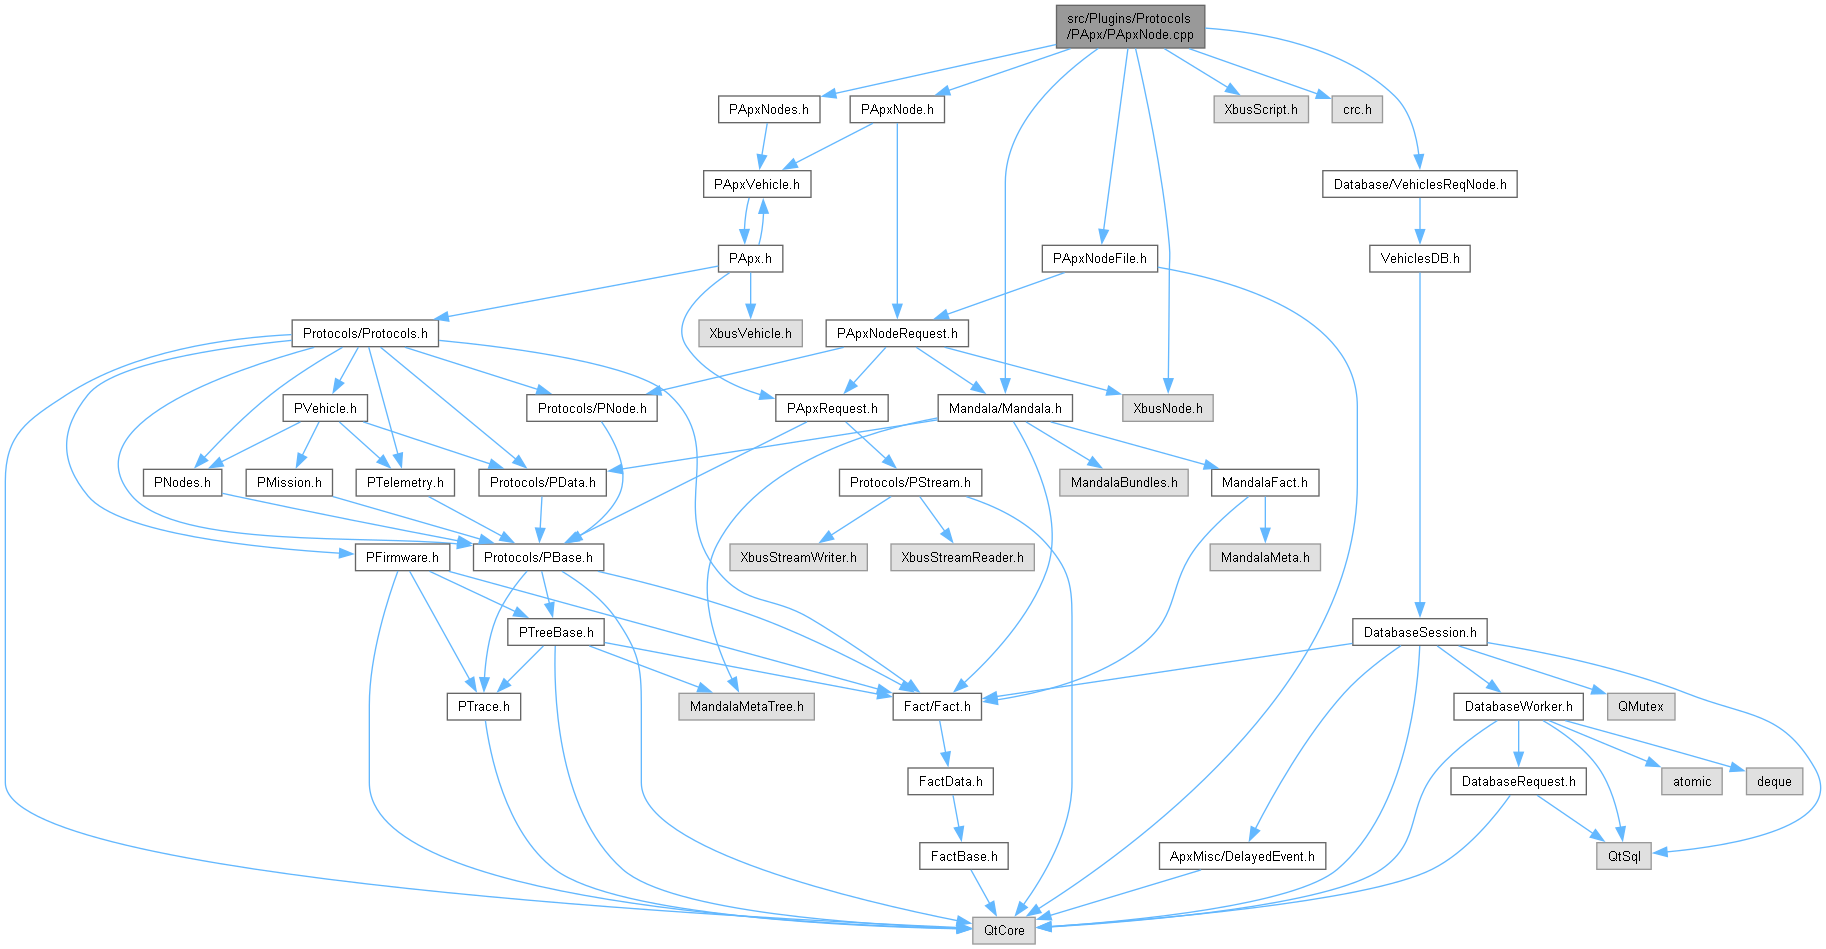 src/Plugins/Protocols
/PApx/PApxNode.cpp
PApxNodes.h
PApxNode.h
XbusScript.h
crc.h
PApxVehicle.h
Database/VehiclesReqNode.h
PApx.h
PApxNodeFile.h
VehiclesDB.h
Protocols/Protocols.h
XbusVehicle.h
PApxNodeRequest.h
PVehicle.h
Protocols/PNode.h
PApxRequest.h
Mandala/Mandala.h
XbusNode.h
PNodes.h
PMission.h
PTelemetry.h
Protocols/PData.h
Protocols/PStream.h
MandalaBundles.h
MandalaFact.h
PFirmware.h
Protocols/PBase.h
XbusStreamWriter.h
XbusStreamReader.h
MandalaMeta.h
PTreeBase.h
DatabaseSession.h
PTrace.h
MandalaMetaTree.h
Fact/Fact.h
DatabaseWorker.h
QMutex
FactData.h
DatabaseRequest.h
atomic
deque
FactBase.h
ApxMisc/DelayedEvent.h
QtSql
QtCore